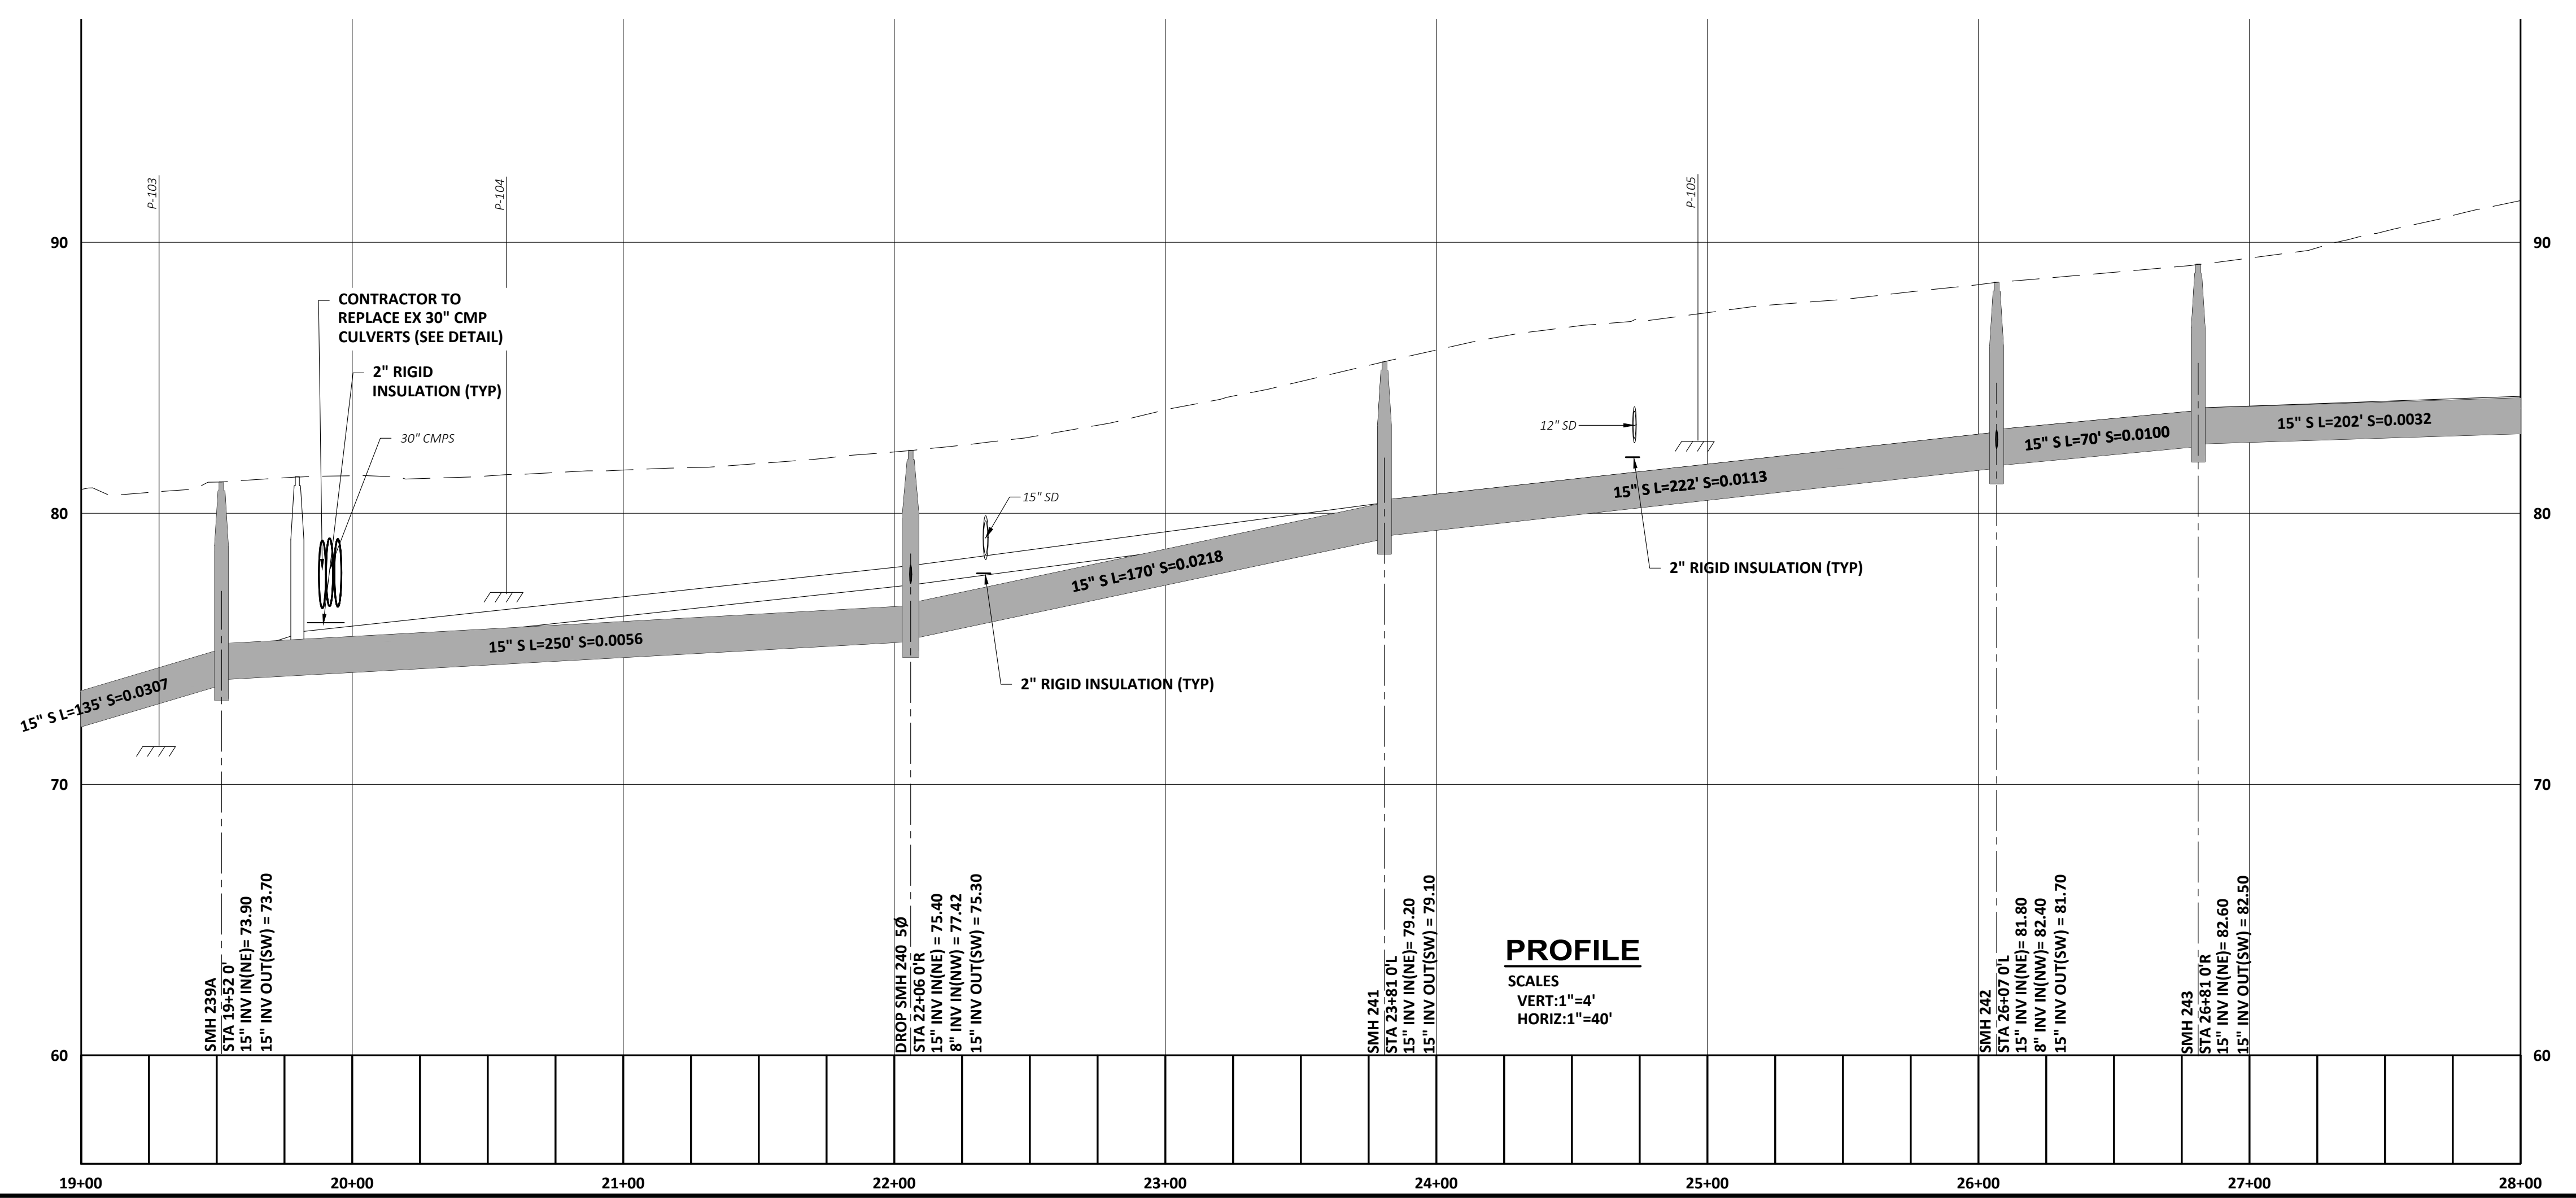 P-103
P-104
P-105
90
90
CONTRACTOR TO
REPLACE EX 30" CMP
CULVERTS (SEE DETAIL)
2" RIGID
INSULATION (TYP)
30" CMPS
12" SD
15" SD
80
80
15" S L=135' S=0.0307
15" S L=250' S=0.0056
15" S L=170' S=0.0218
15" S L=222' S=0.0113
15" S L=70' S=0.0100
15" S L=202' S=0.0032
2" RIGID INSULATION (TYP)
2" RIGID INSULATION (TYP)
70
70
SMH 239A
STA 19+52 0'
15" INV IN(NE)= 73.90
15" INV OUT(SW) = 73.70
DROP SMH 240 5Ø
STA 22+06 0'R
15" INV IN(NE) = 75.40
8" INV IN(NW) = 77.42
15" INV OUT(SW) = 75.30
SMH 241
STA 23+81 0'L
15" INV IN(NE)= 79.20
15" INV OUT(SW) = 79.10
PROFILE
SCALES
VERT:1"=4'
HORIZ:1"=40'
SMH 242
STA 26+07 0'L
15" INV IN(NE)= 81.80
8" INV IN(NW)= 82.40
15" INV OUT(SW) = 81.70
SMH 243
STA 26+81 0'R
15" INV IN(NE)= 82.60
15" INV OUT(SW) = 82.50
60
60
19+00
20+00
21+00
22+00
23+00
24+00
25+00
26+00
27+00
28+00